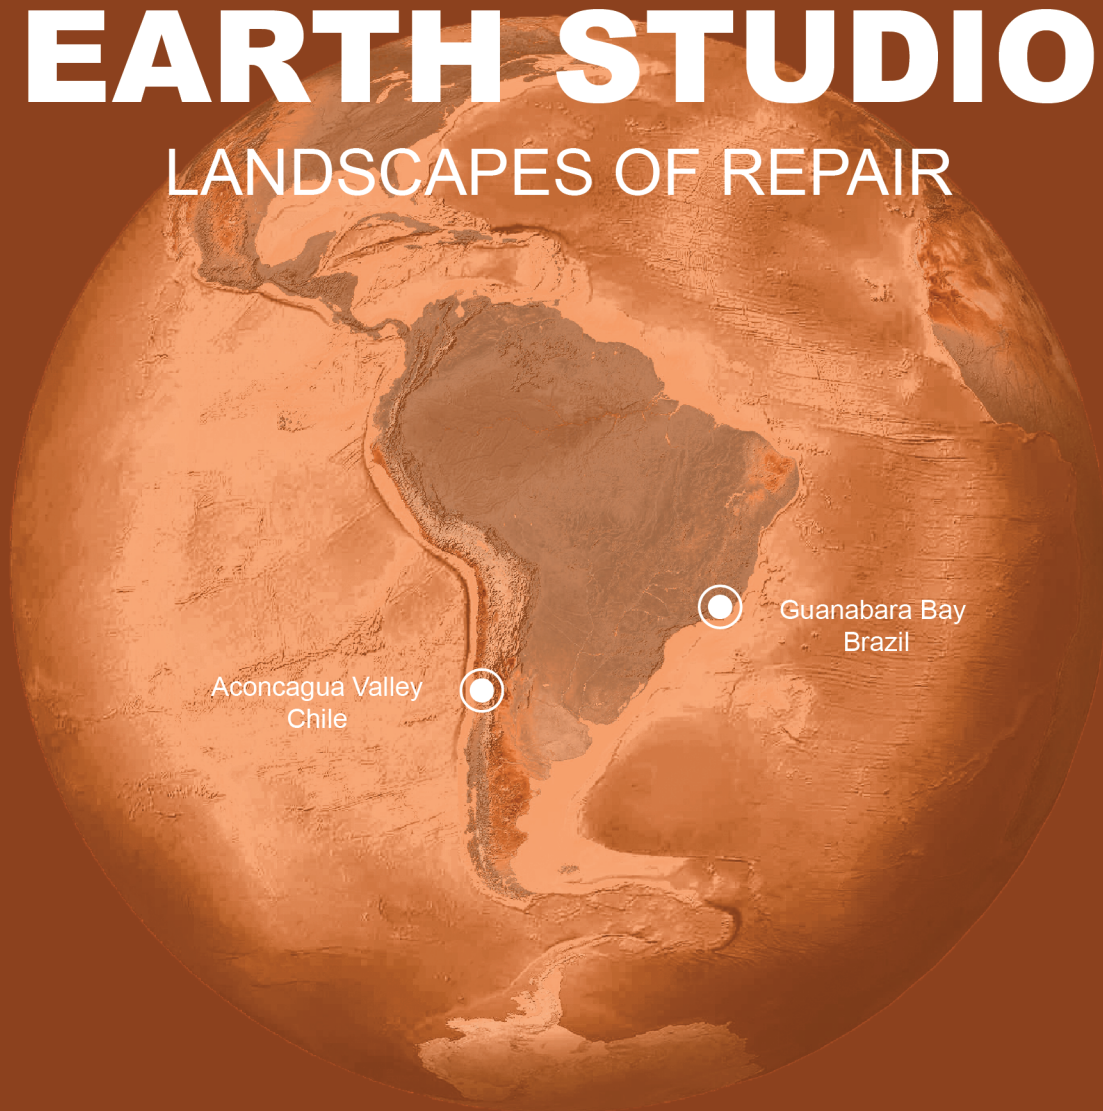 EARTH STUDIO
LANDSCAPES OF REPAIR
Guanabara Bay
Brazil
Aconcagua Valley
Chile